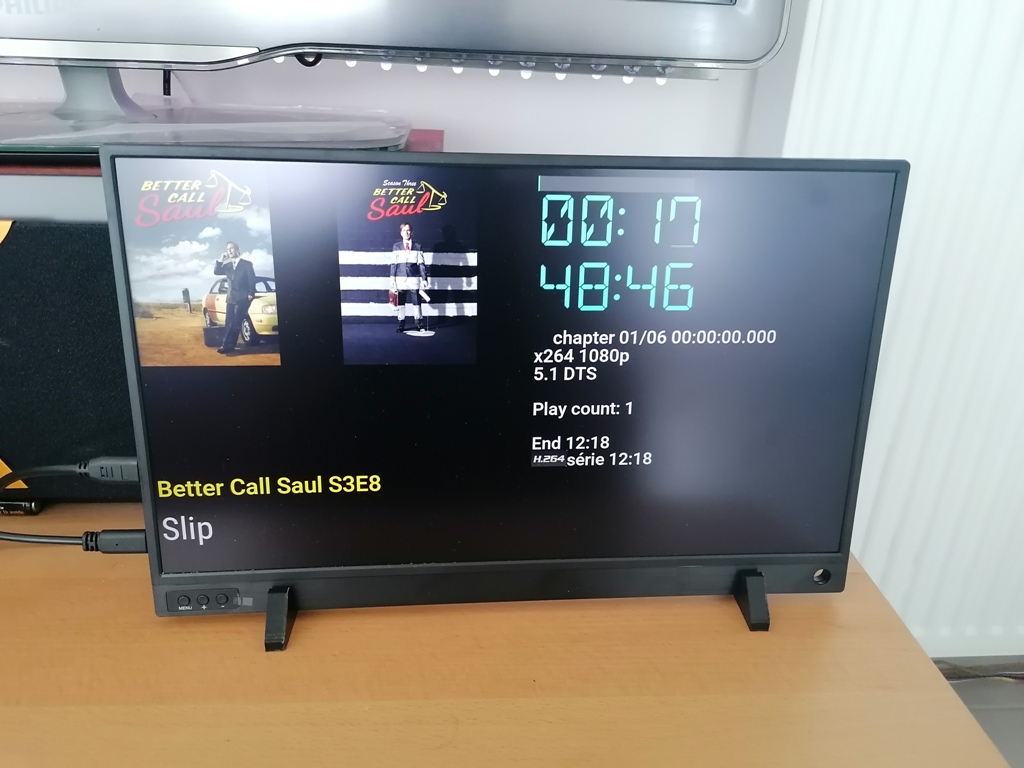 PHILIPS
BETTER
CALL
Saul
Season Three
BETTER
CALL
Saul
00:17
48:46
chapter 01/06 00:00:00.000
x264 1080p
5.1 DTS
Play count: 1
End 12:18
H.264 série 12:18
Better Call Saul S3E8
Slip
MENU
+